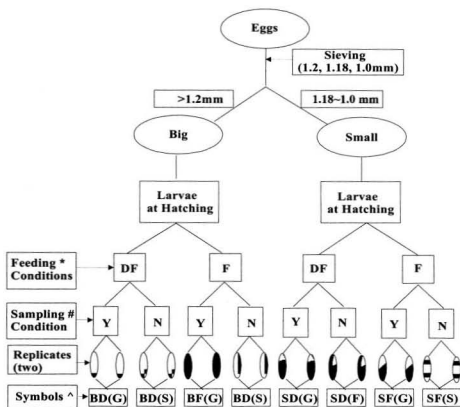 Eggs
Sieving
(1.2, 1.18, 1.0mm)
>1.2mm
1.18~1.0 mm
Big
Small
Larvae
at Hatching
Larvae
at Hatching
Feeding *
Conditions
DF
F
DF
F
Sampling #
Condition
Y
N
Y
N
Y
N
Y
N
Replicates
(two)
Symbols ^
BD(G)
BD(S)
BF(G)
BD(S)
SD(G)
SD(F)
SF(G)
SF(S)